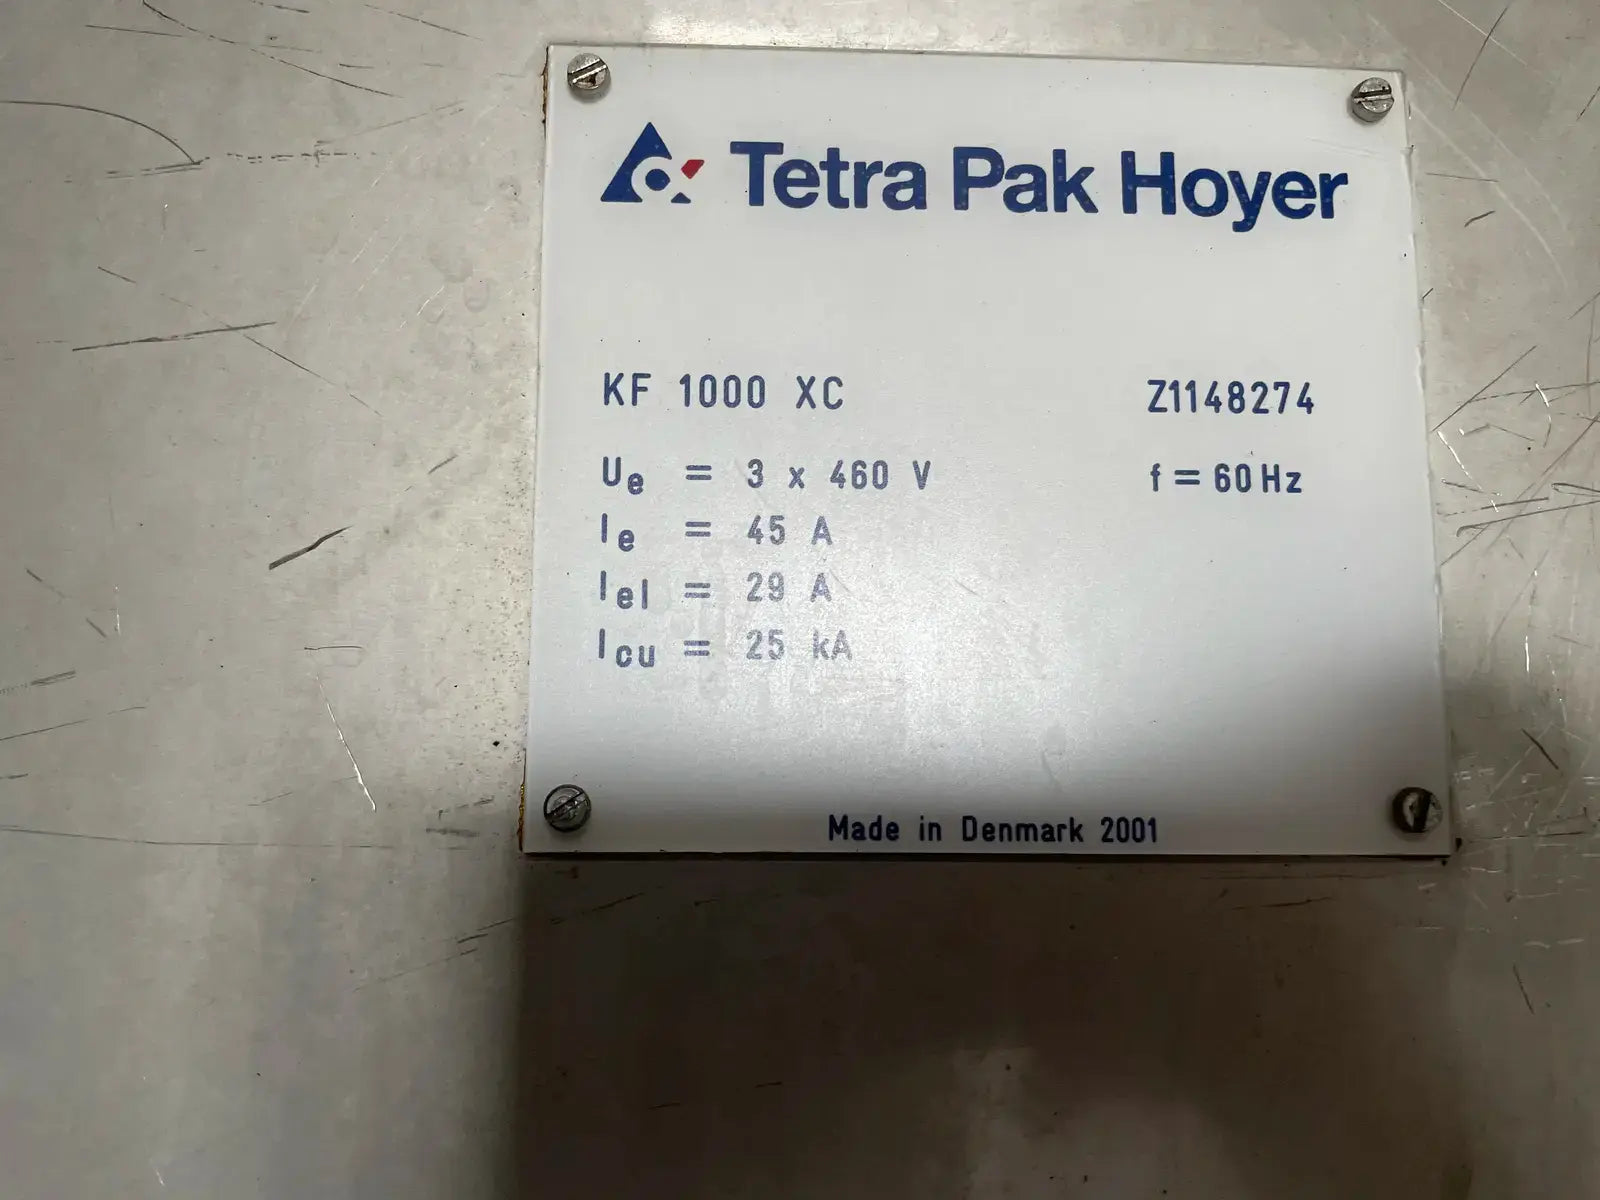 Tetra Pak Hoyer
KF 1000 XC Z1148274
Ue = 3 x 460 V f = 60 Hz
Ie = 45 A
Iel = 29 A
Icu = 25 kA
Made in Denmark 2001